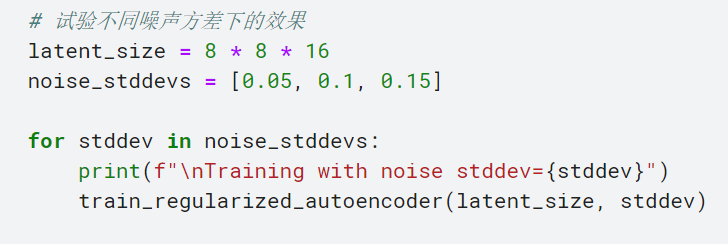 # 试验不同噪声方差下的效果
latent_size = 8 * 8 * 16
noise_stddevs = [0.05, 0.1, 0.15]

for stddev in noise_stddevs:
    print(f"\nTraining with noise stddev={stddev}")
    train_regularized_autoencoder(latent_size, stddev)